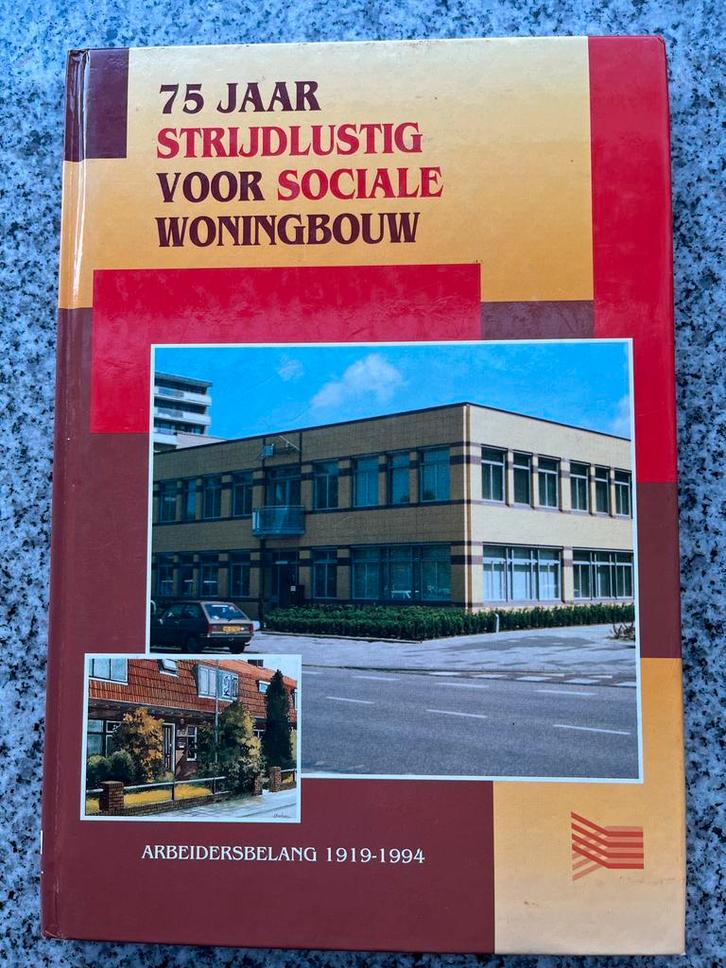 75 JAAR
STRIJDLUSTIG
VOOR SOCIALE
WONINGBOUW
ARBEIDERSBELANG 1919-1994